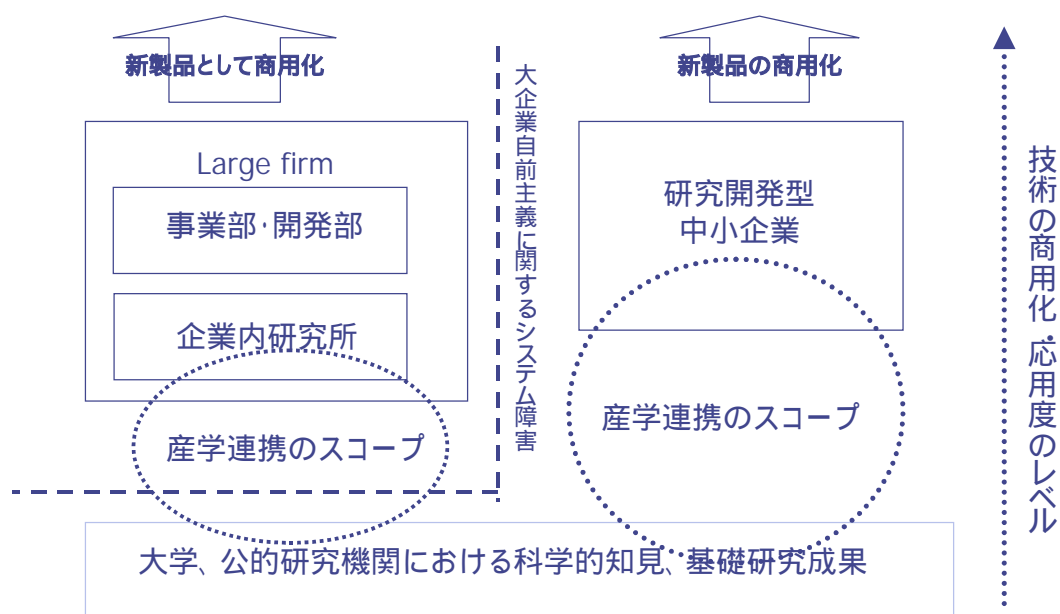 新製品として商用化
新製品の商用化
大企業自前主義に関するシステム障害
Large firm
事業部・開発部
企業内研究所
産学連携のスコープ
研究開発型
中小企業
産学連携のスコープ
技術の商用化・応用度のレベル
大学、公的研究機関における科学的知見、基礎研究成果